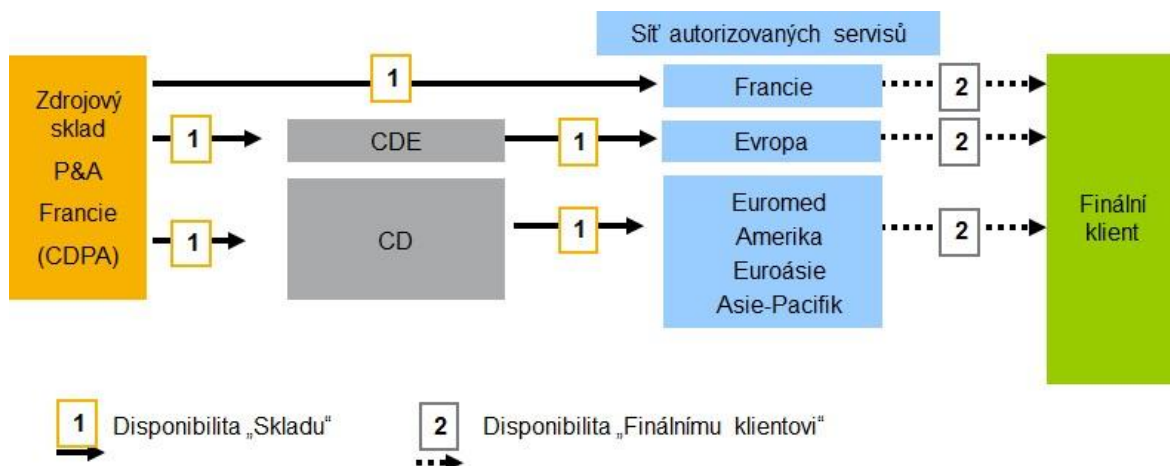 Síť autorizovaných servisů
Zdrojový
sklad
P&A
Francie
(CDPA)
1
Francie
2
1
CDE
1
Evropa
2
1
CD
1
Euromed
Amerika
Euroásie
Asie-Pacifik
2
Finální
klient
1 Disponibilita „Skladu“
2 Disponibilita „Finálnímu klientovi“